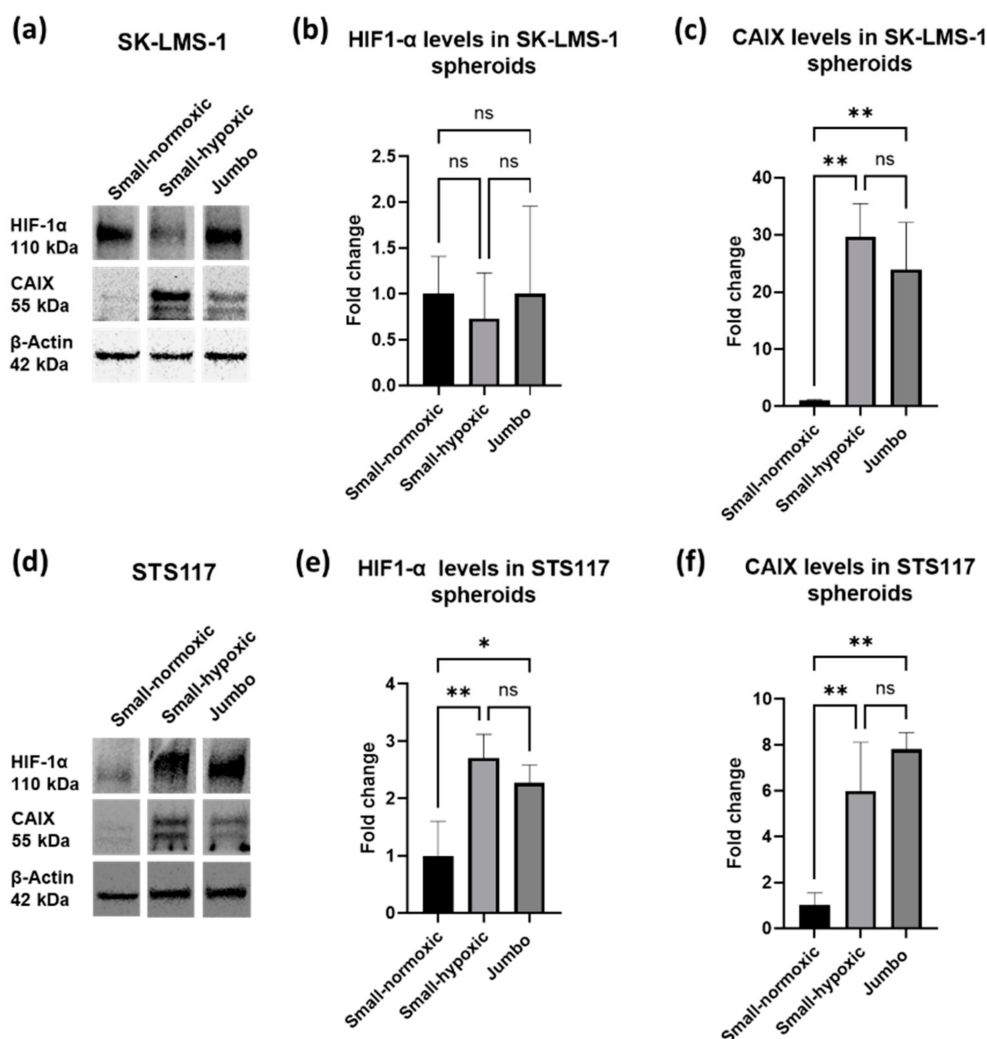 (a)
SK-LMS-1
Small-normoxic
Small-hypoxic
Jumbo
HIF-1α
110 kDa
CAIX
55 kDa
β-Actin
42 kDa
(b)
HIF1-α levels in SK-LMS-1
spheroids
ns
ns
ns
Fold change
2.5
2.0
1.5
1.0
0.5
0.0
Small-normoxic
Small-hypoxic
Jumbo
(c)
CAIX levels in SK-LMS-1
spheroids
**
**
ns
Fold change
40
30
20
10
0
Small-normoxic
Small-hypoxic
Jumbo
(d)
STS117
Small-normoxic
Small-hypoxic
Jumbo
HIF-1α
110 kDa
CAIX
55 kDa
β-Actin
42 kDa
(e)
HIF1-α levels in STS117
spheroids
*
**
ns
Fold change
4
3
2
1
0
Small-normoxic
Small-hypoxic
Jumbo
(f)
CAIX levels in STS117
spheroids
**
**
ns
Fold change
10
8
6
4
2
0
Small-normoxic
Small-hypoxic
Jumbo